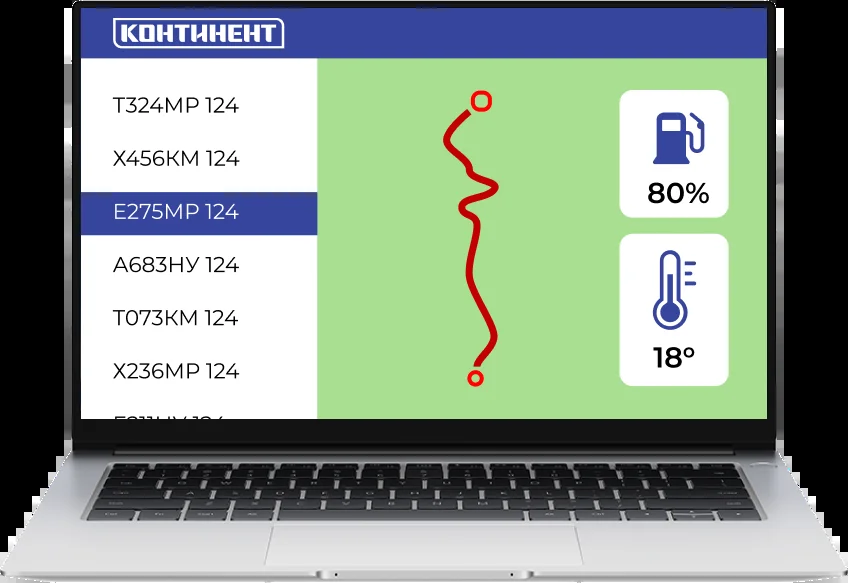 КОНТИНЕНТ
Т324МР 124
Х456КМ 124
Е275МР 124
А683НУ 124
Т073КМ 124
Х236МР 124
80%
18°